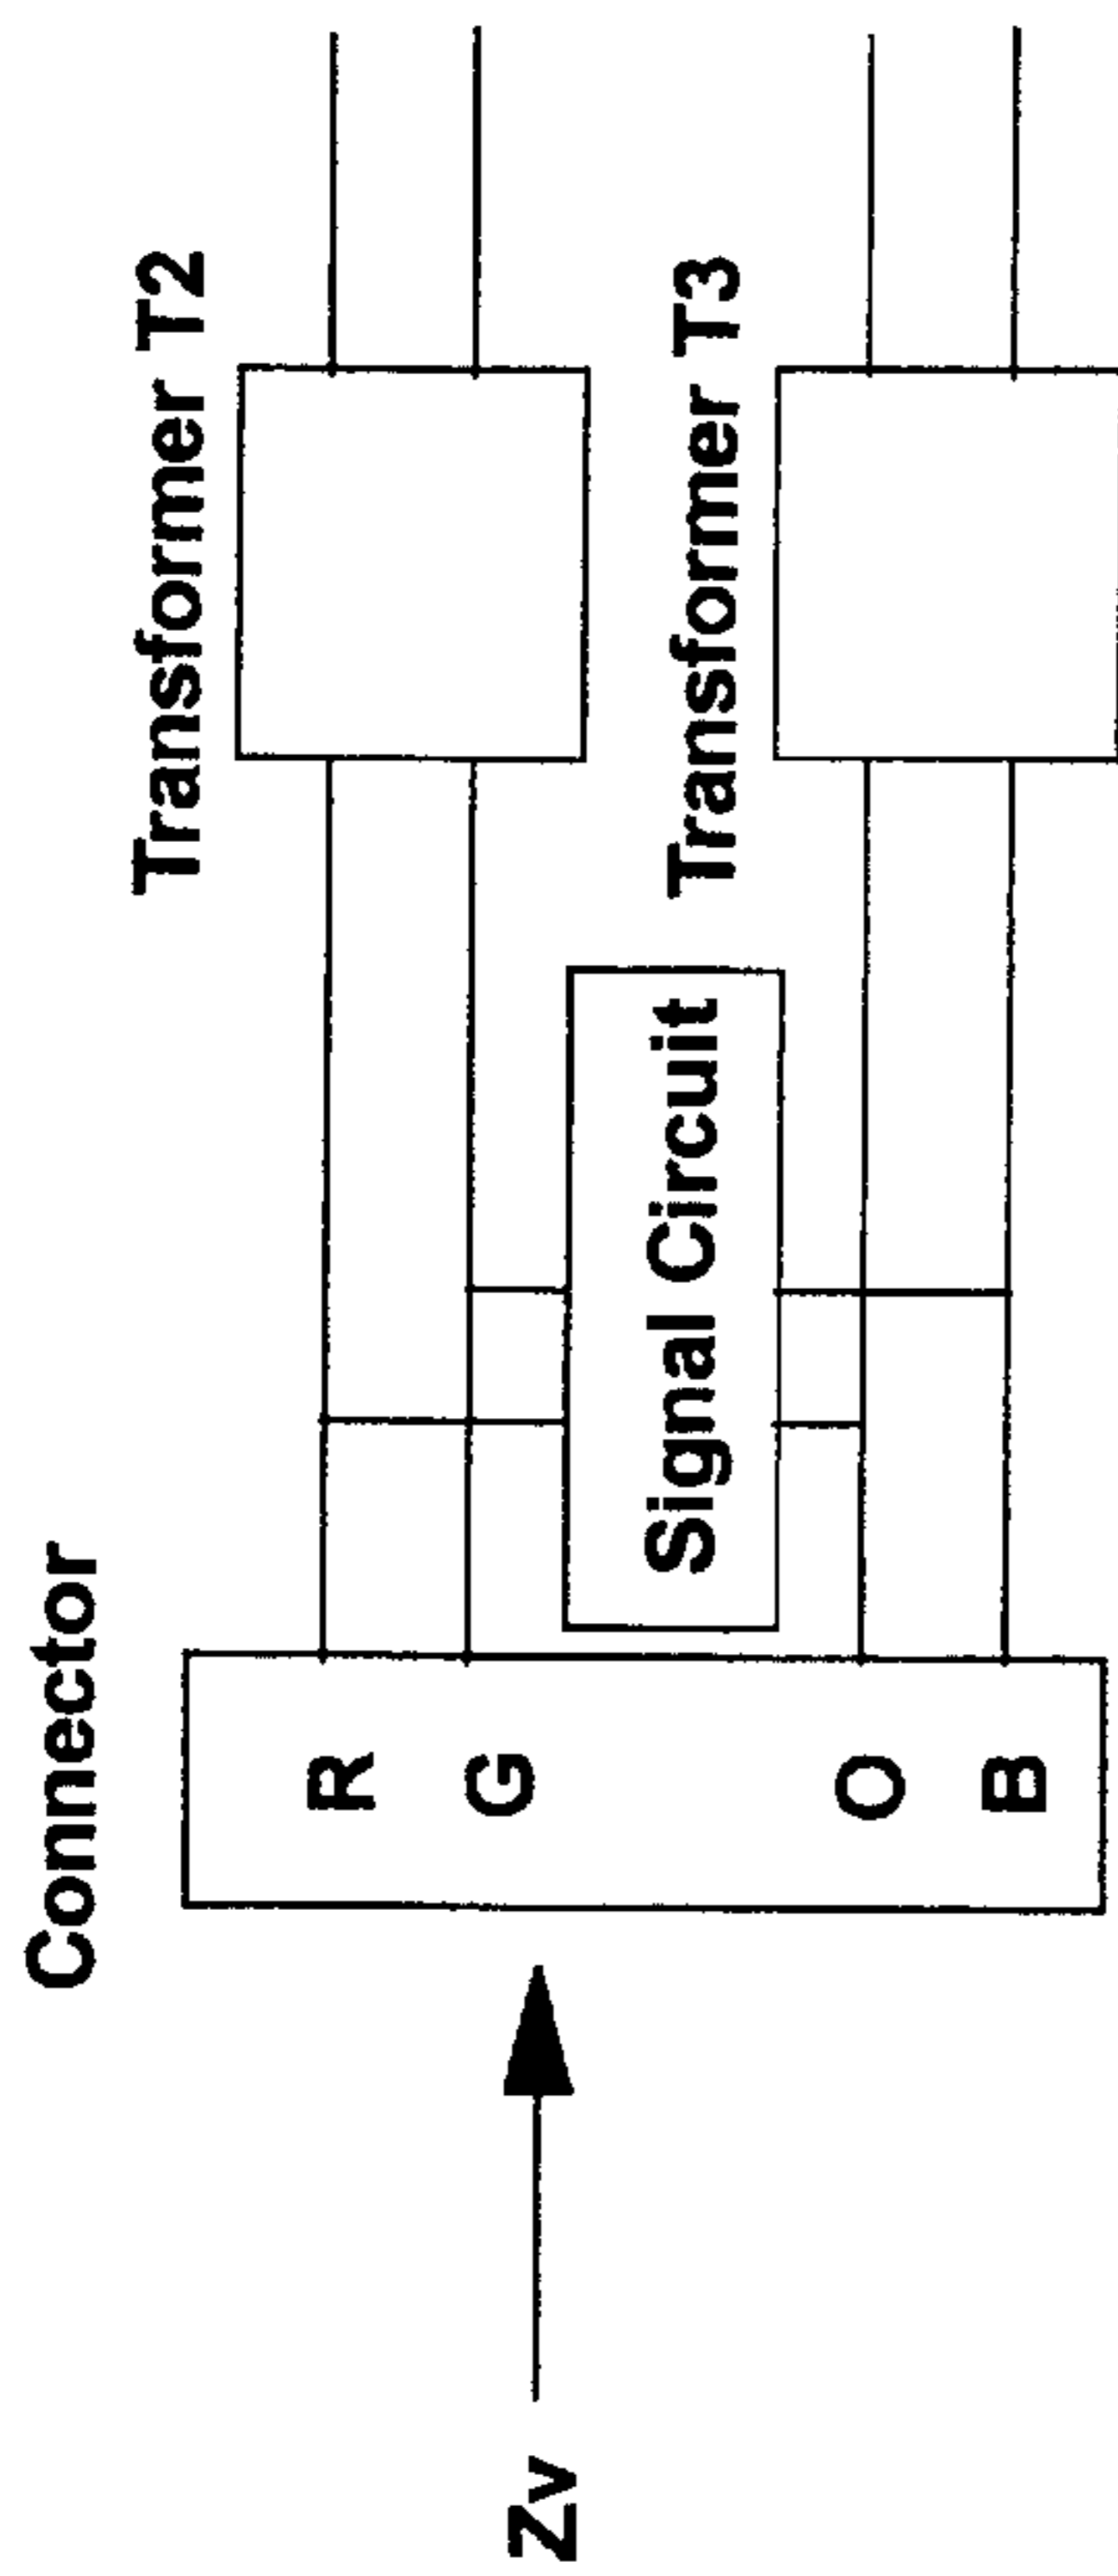 Connector
Transformer T2
R
G
Signal Circuit
Transformer T3
O
B
Zv